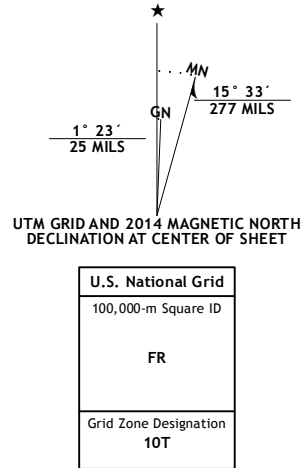 MN
15° 33´
277 MILS
GN
1° 23´
25 MILS
UTM GRID AND 2014 MAGNETIC NORTH
DECLINATION AT CENTER OF SHEET
U.S. National Grid
100,000-m Square ID
FR
Grid Zone Designation
10T